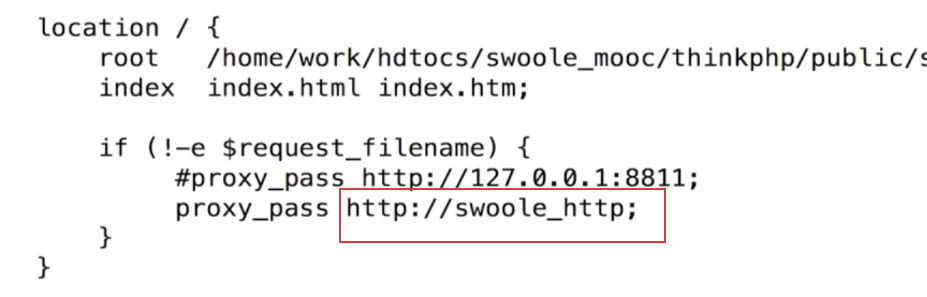 location / {
root /home/work/hdtocs/swoole_mooc/thinkphp/public/s
index index.html index.htm;
if (!-e $request_filename) {
#proxy_pass http://127.0.0.1:8811;
proxy_pass http://swoole_http;
}
}